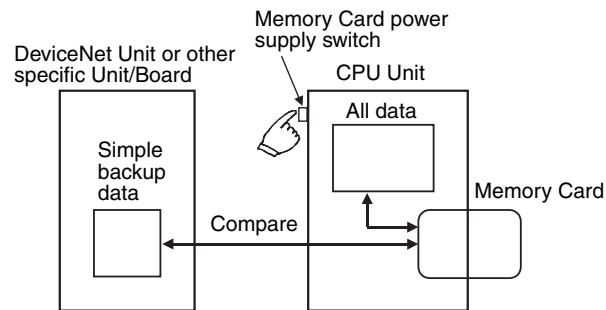 Memory Card power
supply switch
DeviceNet Unit or other
specific Unit/Board
CPU Unit
All data
Simple
backup
data
Memory Card
Compare